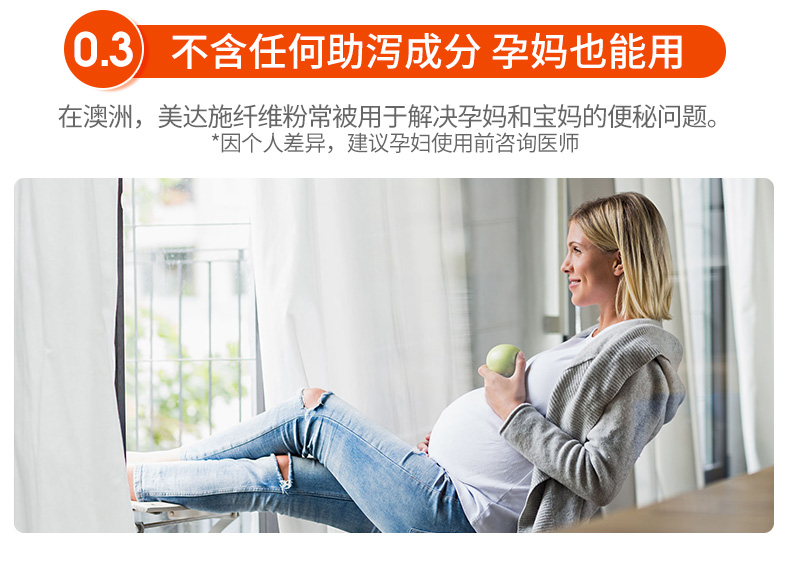 0.3
不含任何助泻成分 孕妈也能用
在澳洲，美达施纤维粉常被用于解决孕妈和宝妈的便秘问题。
*因个人差异，建议孕妇使用前咨询医师